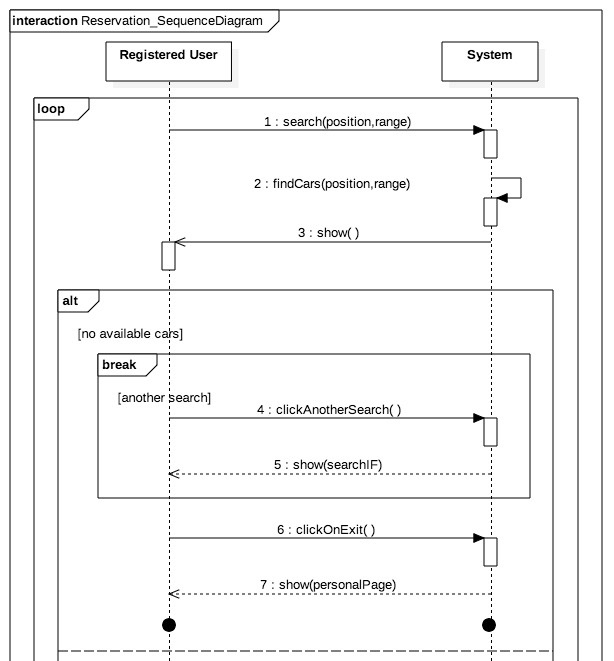 interaction Reservation_SequenceDiagram
Registered User
System
loop
1 : search(position,range)
2 : findCars(position,range)
3 : show( )
alt
[no available cars]
break
[another search]
4 : clickAnotherSearch( )
5 : show(searchIF)
6 : clickOnExit( )
7 : show(personalPage)